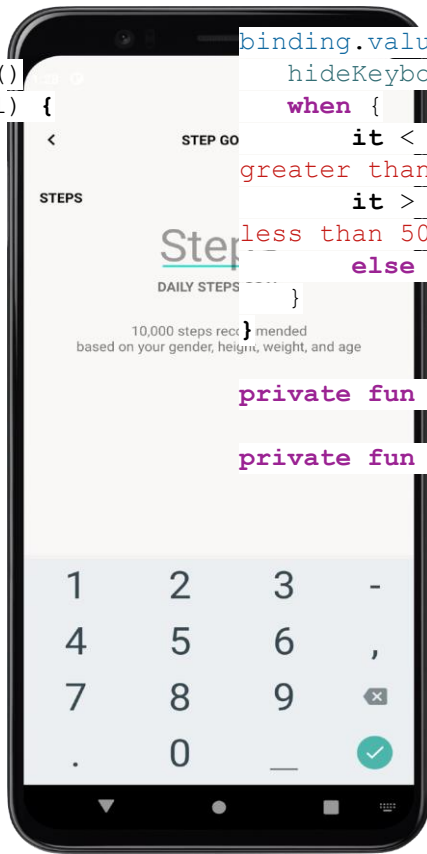 binding.valu
()
hideKeybo
) {
when {
STEP GO
it <
greater than
STEPS
it >
Step
less than 50
DAILY STEPS
else
}
10,000 steps rec mended
}
based on your gender, height, weight, and age
private fun
private fun
1 2 3 -
4 5 6 ,
7 8 9
. 0 _